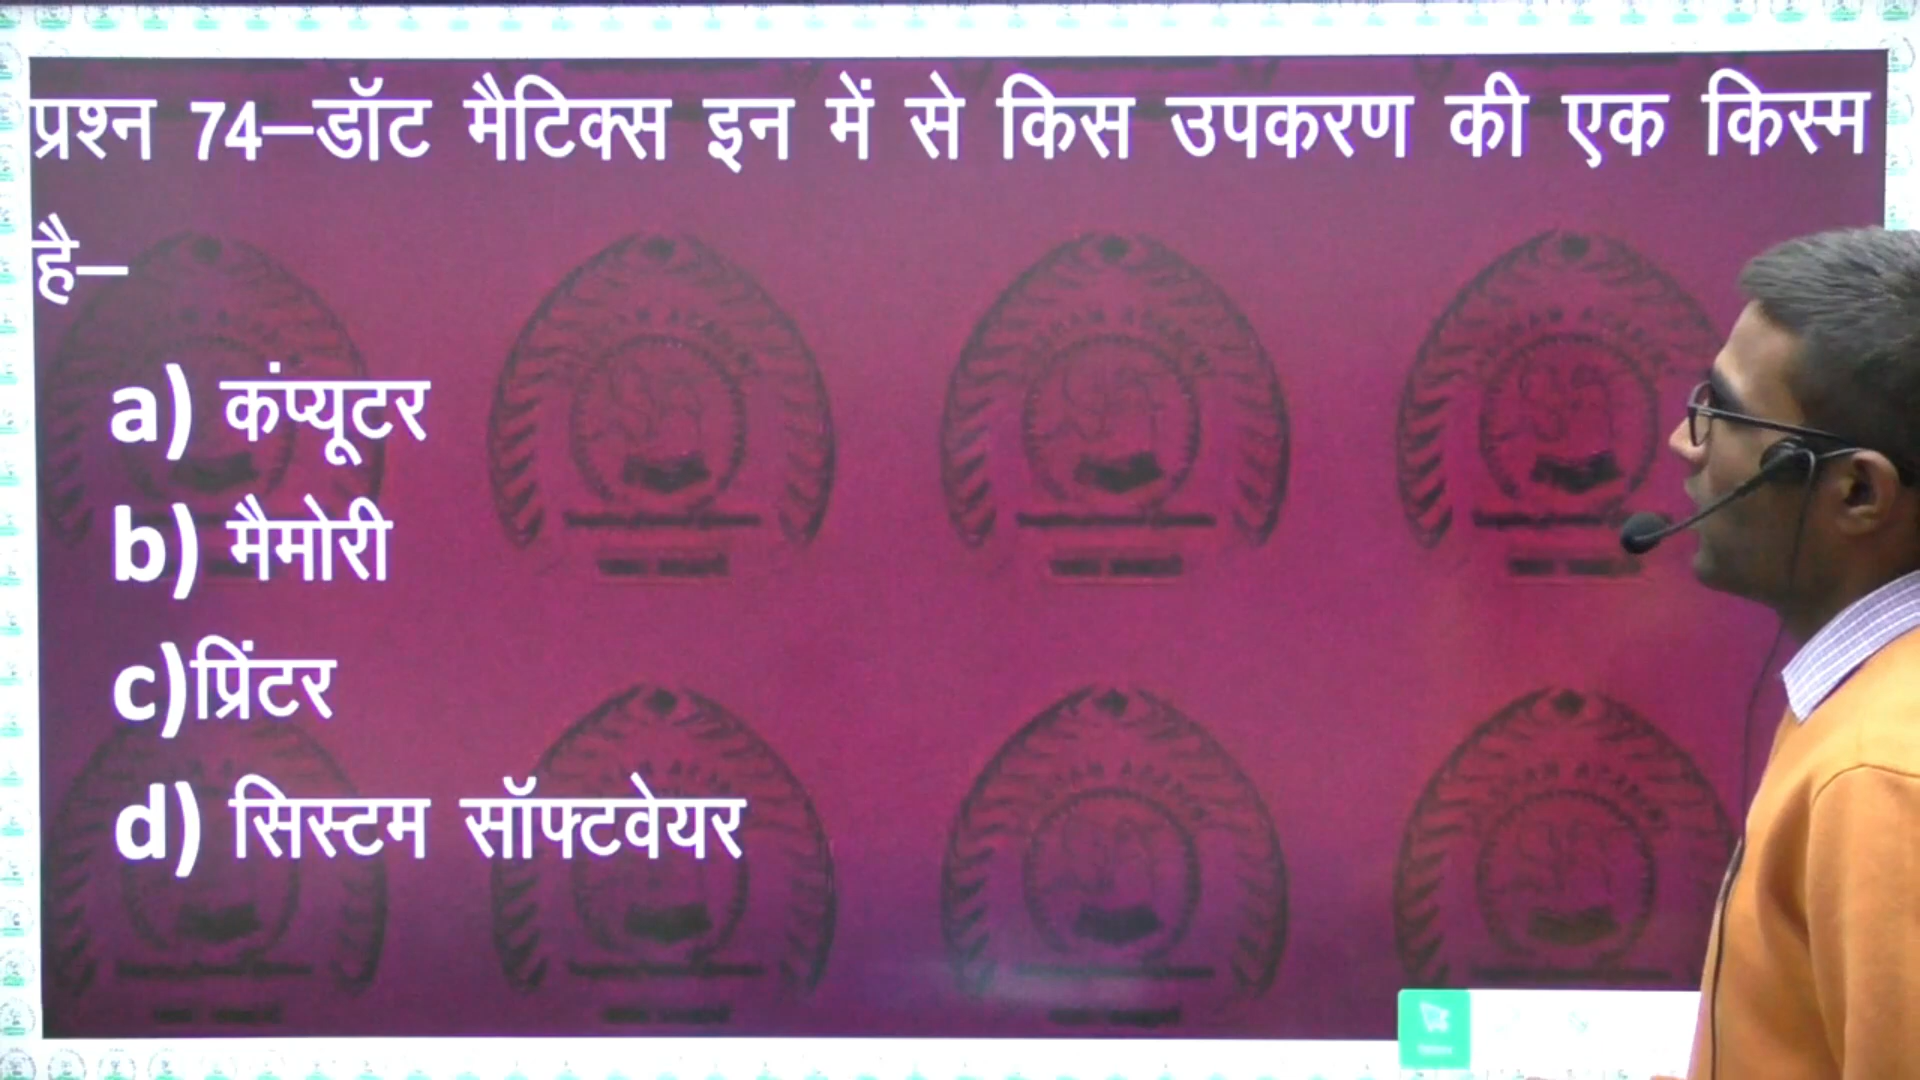 प्रश्न 74–डॉट मैटिक्स इन में से किस उपकरण की एक किस्म
है–
a) कंप्यूटर
b) मैमोरी
c)प्रिंटर
d) सिस्टम सॉफ्टवेयर